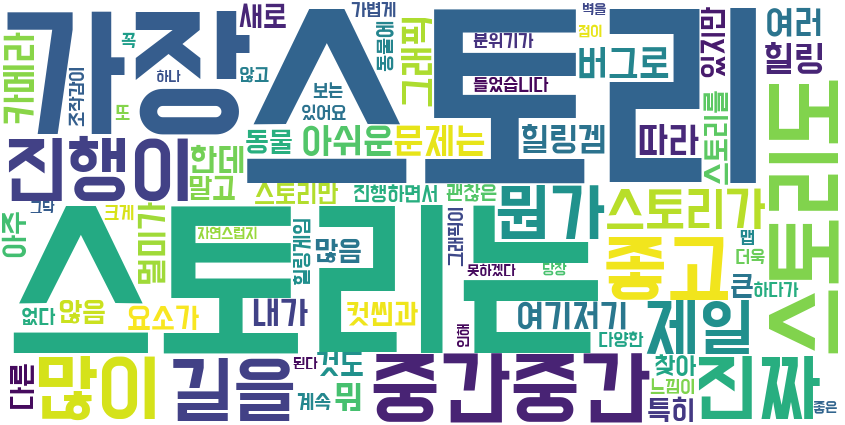 가장
스토리
스토리는
스토리의
진행이
중간중간
카메라
조작감이
꼭
또
하나
새로
않고
가볍게
동물에
보는
있어요
그래픽
분위기가
들었습니다
벽을
점이
버그로
있지만
여러
힐링
한데
말고
동물
아쉬운
문제는
힐링겜
따라
스토리를
스토리만
진행하면서
괜찮은
뭔가
스토리가
좋고
그닥
크게
아주
멀미가
자연스럽지
힐링게임
많음
그래픽이
못하겠다
당장
맵
더욱
큰
하다가
없다
않음
요소가
내가
컷씬과
인해
여기저기
다양한
제일
다른
많이
길을
된다
것도
계속
뭐
찾아
느낌이
특히
진짜
좋은